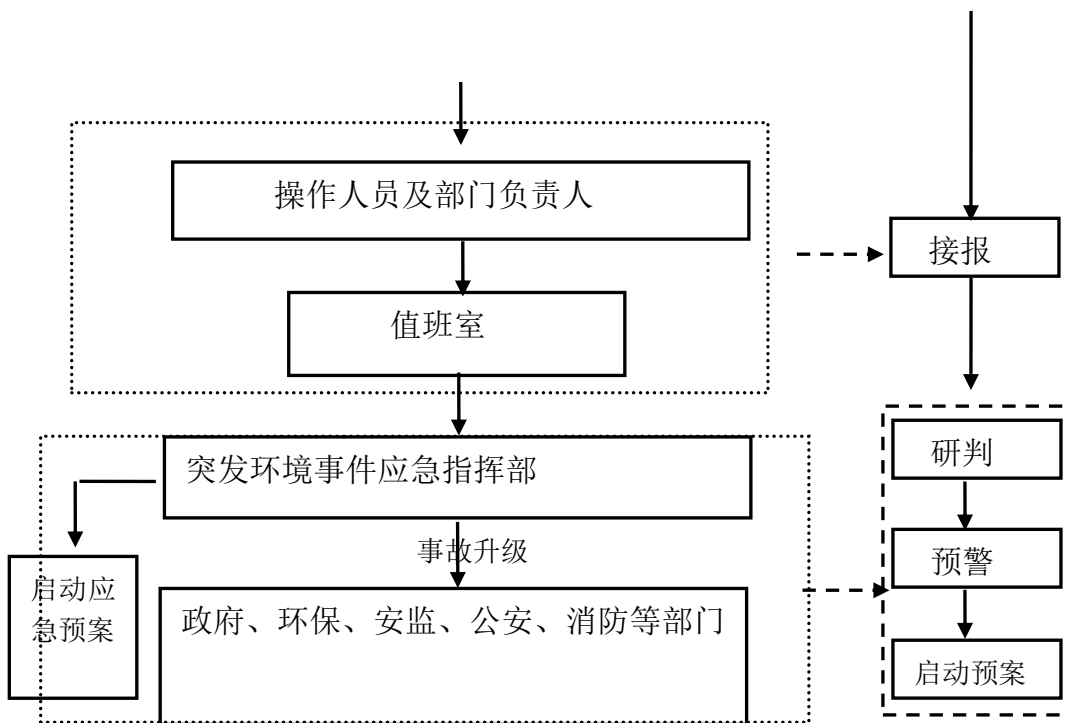 操作人员及部门负责人
接报
值班室
突发环境事件应急指挥部
研判
事故升级
预警
启动应
急预案
政府、环保、安监、公安、消防等部门
启动预案